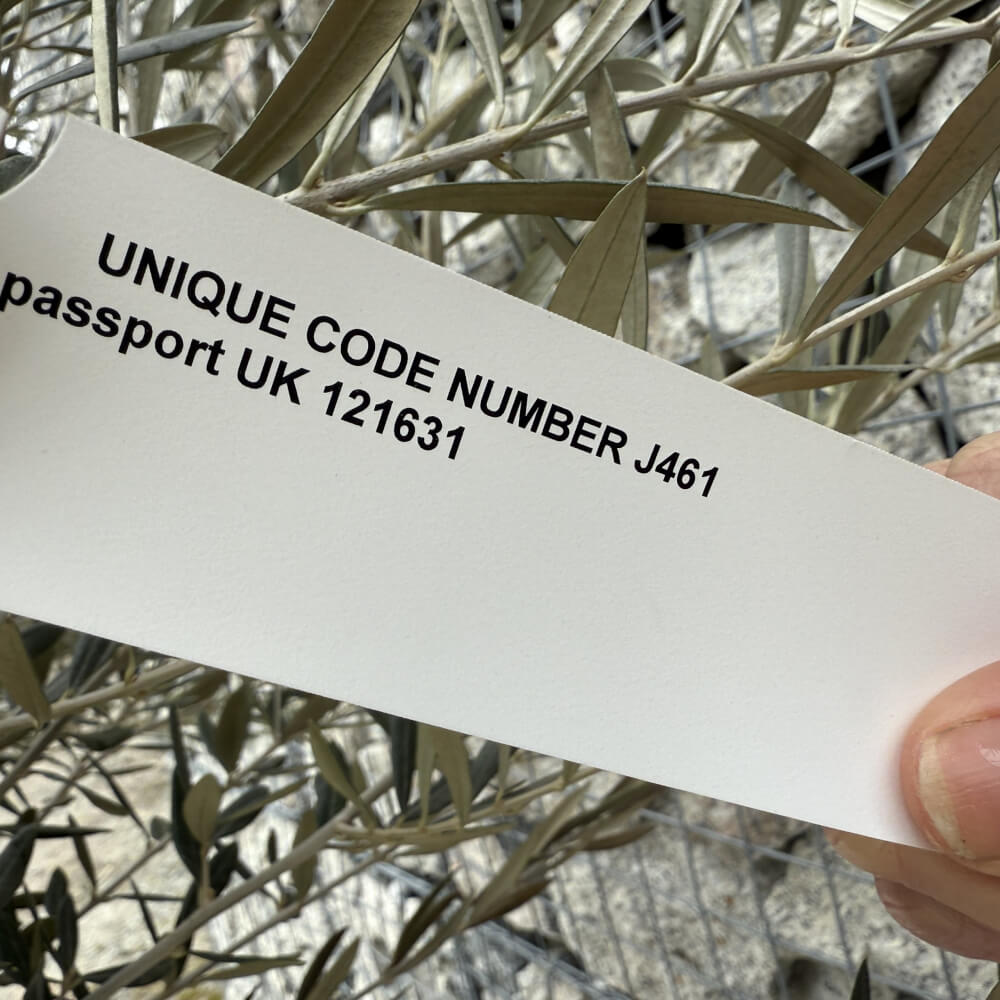 UNIQUE CODE NUMBER J461
passport UK 121631